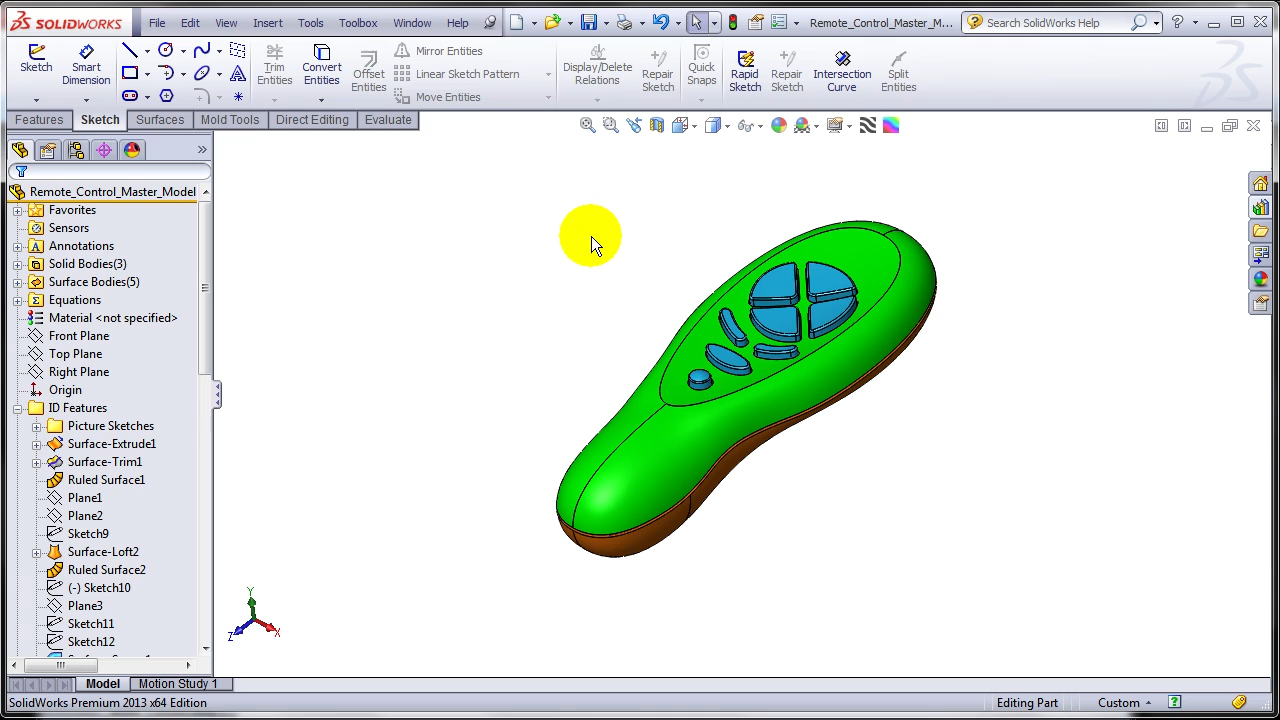 SOLIDWORKS File Edit View Insert Tools Toolbox Window Help Remote_Control_Master_M... Search SolidWorks Help
Sketch Smart Dimension Trim Entities Convert Entities Offset Entities Mirror Entities Linear Sketch Pattern Move Entities Display/Delete Relations Repair Sketch Quick Snaps Rapid Sketch Repair Sketch Intersection Curve Split Entities
Features Sketch Surfaces Mold Tools Direct Editing Evaluate
Remote_Control_Master_Model
Favorites
Sensors
Annotations
Solid Bodies(3)
Surface Bodies(5)
Equations
Material <not specified>
Front Plane
Top Plane
Right Plane
Origin
ID Features
Picture Sketches
Surface-Extrude1
Surface-Trim1
Ruled Surface1
Plane1
Plane2
Sketch9
Surface-Loft2
Ruled Surface2
(-) Sketch10
Plane3
Sketch11
Sketch12
Y
Z X
Model Motion Study 1
SolidWorks Premium 2013 x64 Edition Editing Part Custom